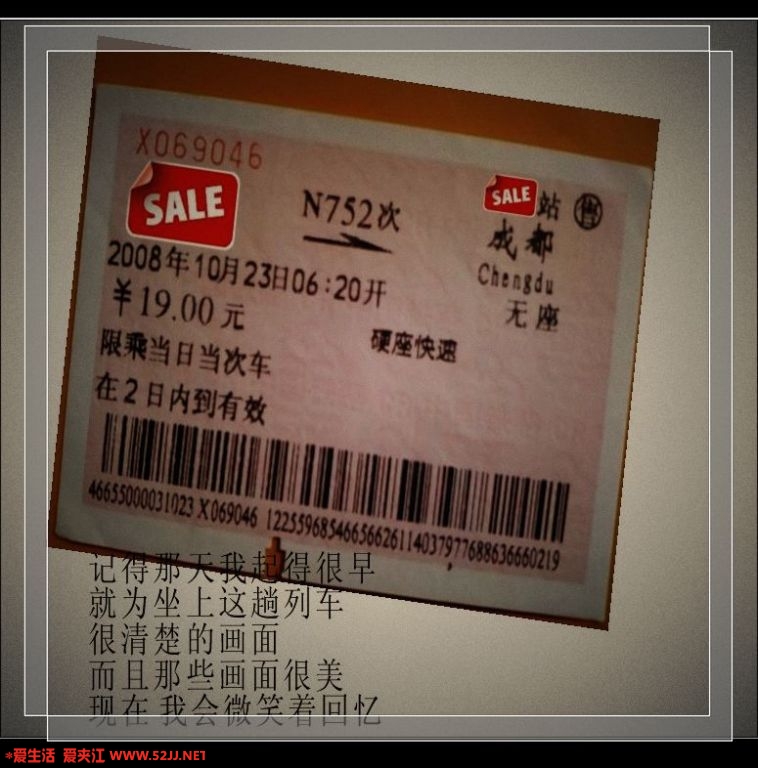 X069046
SALE
N752次
SALE 站 售
2008年10月23日06:20开
成都
Chengdu
¥19.00元
无座
限乘当日当次车
硬座快速
在2日内到有效
46655000031023 X069046 122559685466566261140379776886366602​19
记得那天我起得很早
就为坐上这趟列车
很清楚的画面
而且那些画面很美
现在 我会微笑着回忆
*爱生活 爱夹江 WWW.52JJ.NET